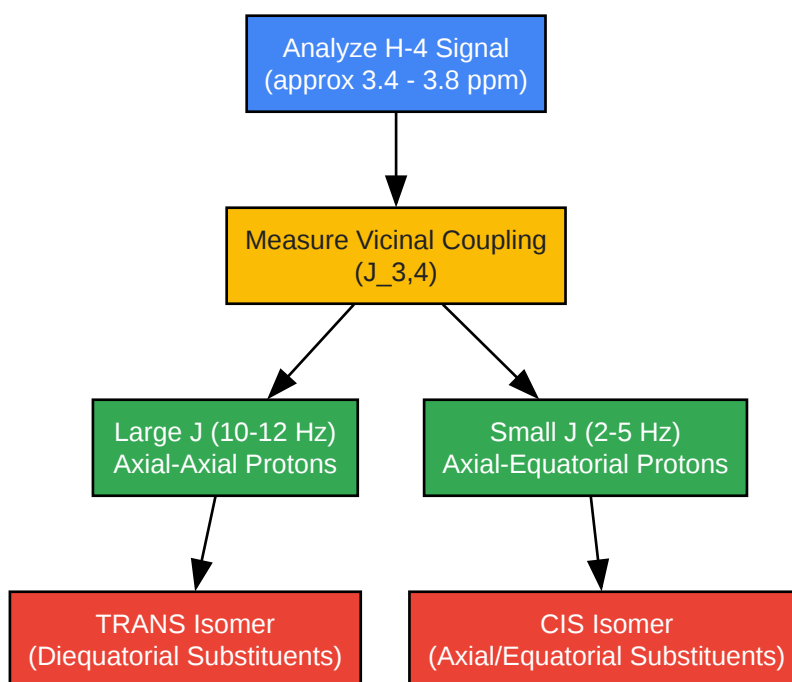 Analyze H-4 Signal
(approx 3.4 - 3.8 ppm)
Measure Vicinal Coupling
(J_3,4)
Large J (10-12 Hz)
Axial-Axial Protons
Small J (2-5 Hz)
Axial-Equatorial Protons
TRANS Isomer
(Diequatorial Substituents)
CIS Isomer
(Axial/Equatorial Substituents)